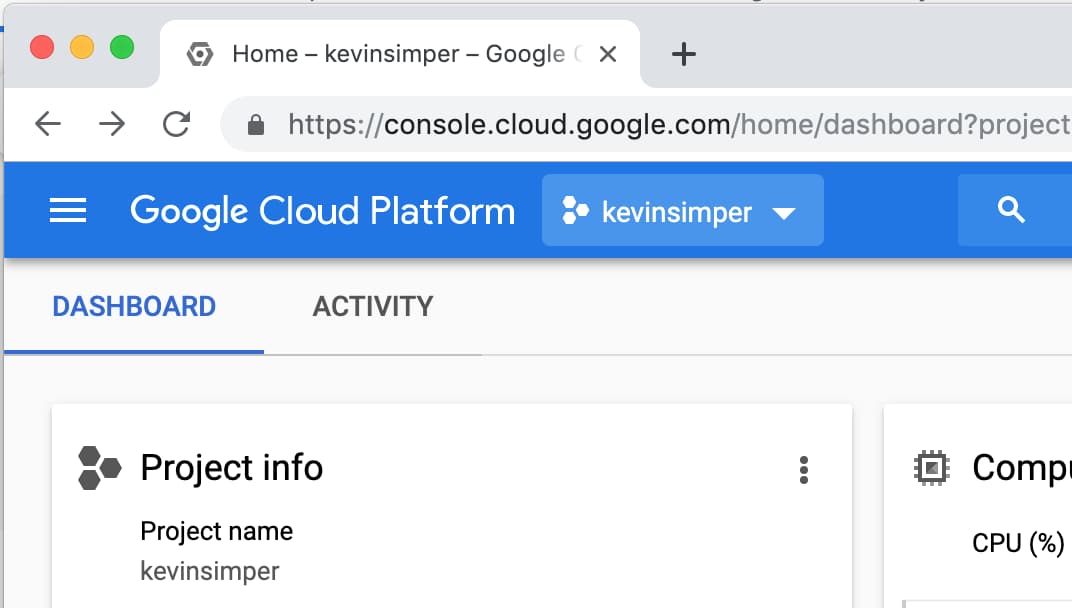 Home – kevinsimper – Google
https://console.cloud.google.com/home/dashboard?project
Google Cloud Platform kevinsimper
DASHBOARD ACTIVITY
Project info
Project name
kevinsimper
Compu
CPU (%)